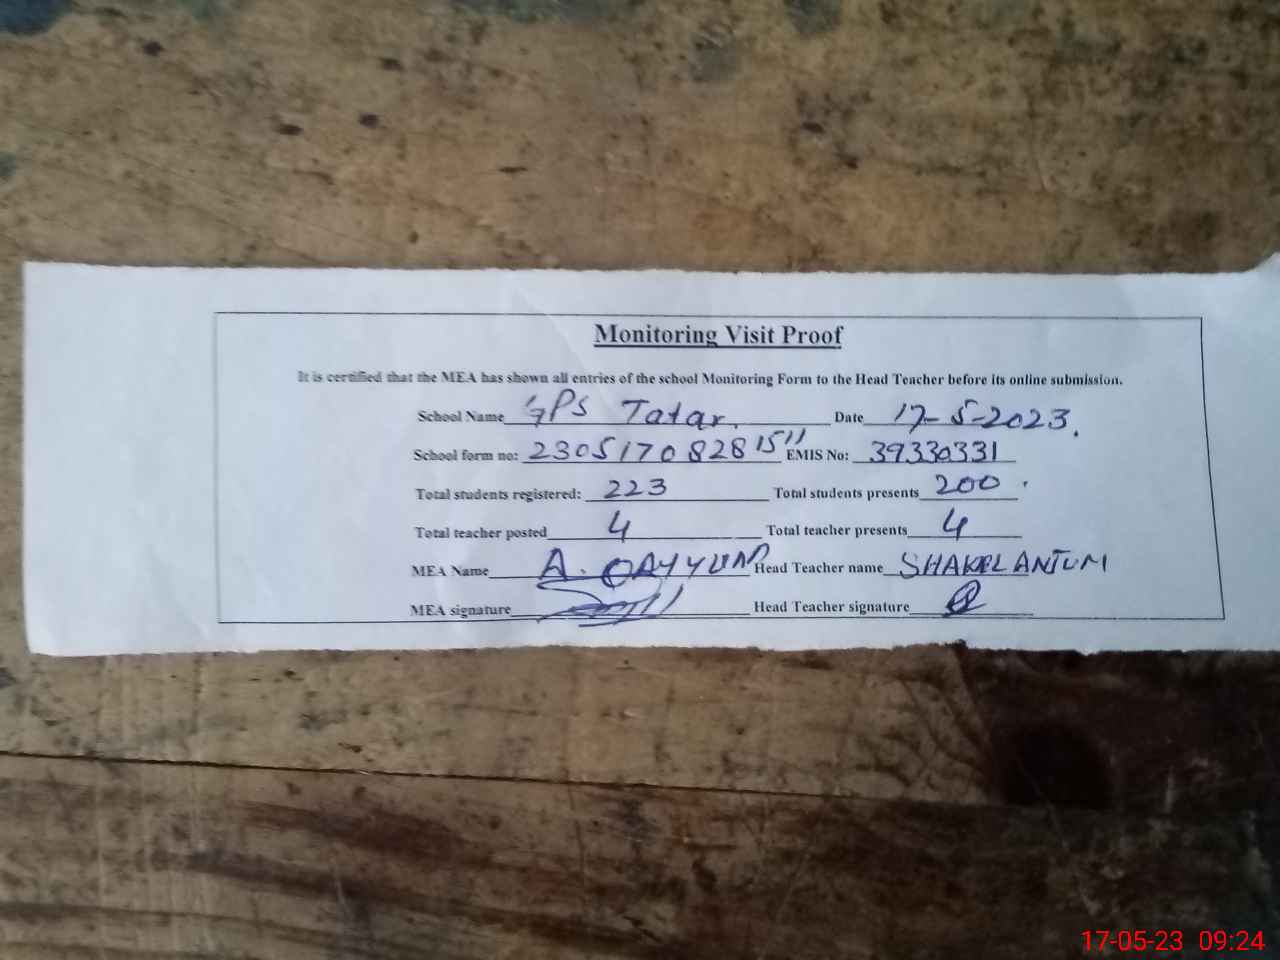 Monitoring Visit Proof
It is certified that the MEA has shown all entries of the school Monitoring Form to the Head Teacher before its online submission.
School Name GPS Tatar. Date 17-5-2023.
School form no: 23051708281511 EMIS No: 39330331
Total students registered: 223 Total students presents 200
Total teacher posted 4 Total teacher presents 4
MEA Name A. QAYYUM Head Teacher name SHAKEL ANJUM
MEA signature Head Teacher signature
17-05-23 09:24